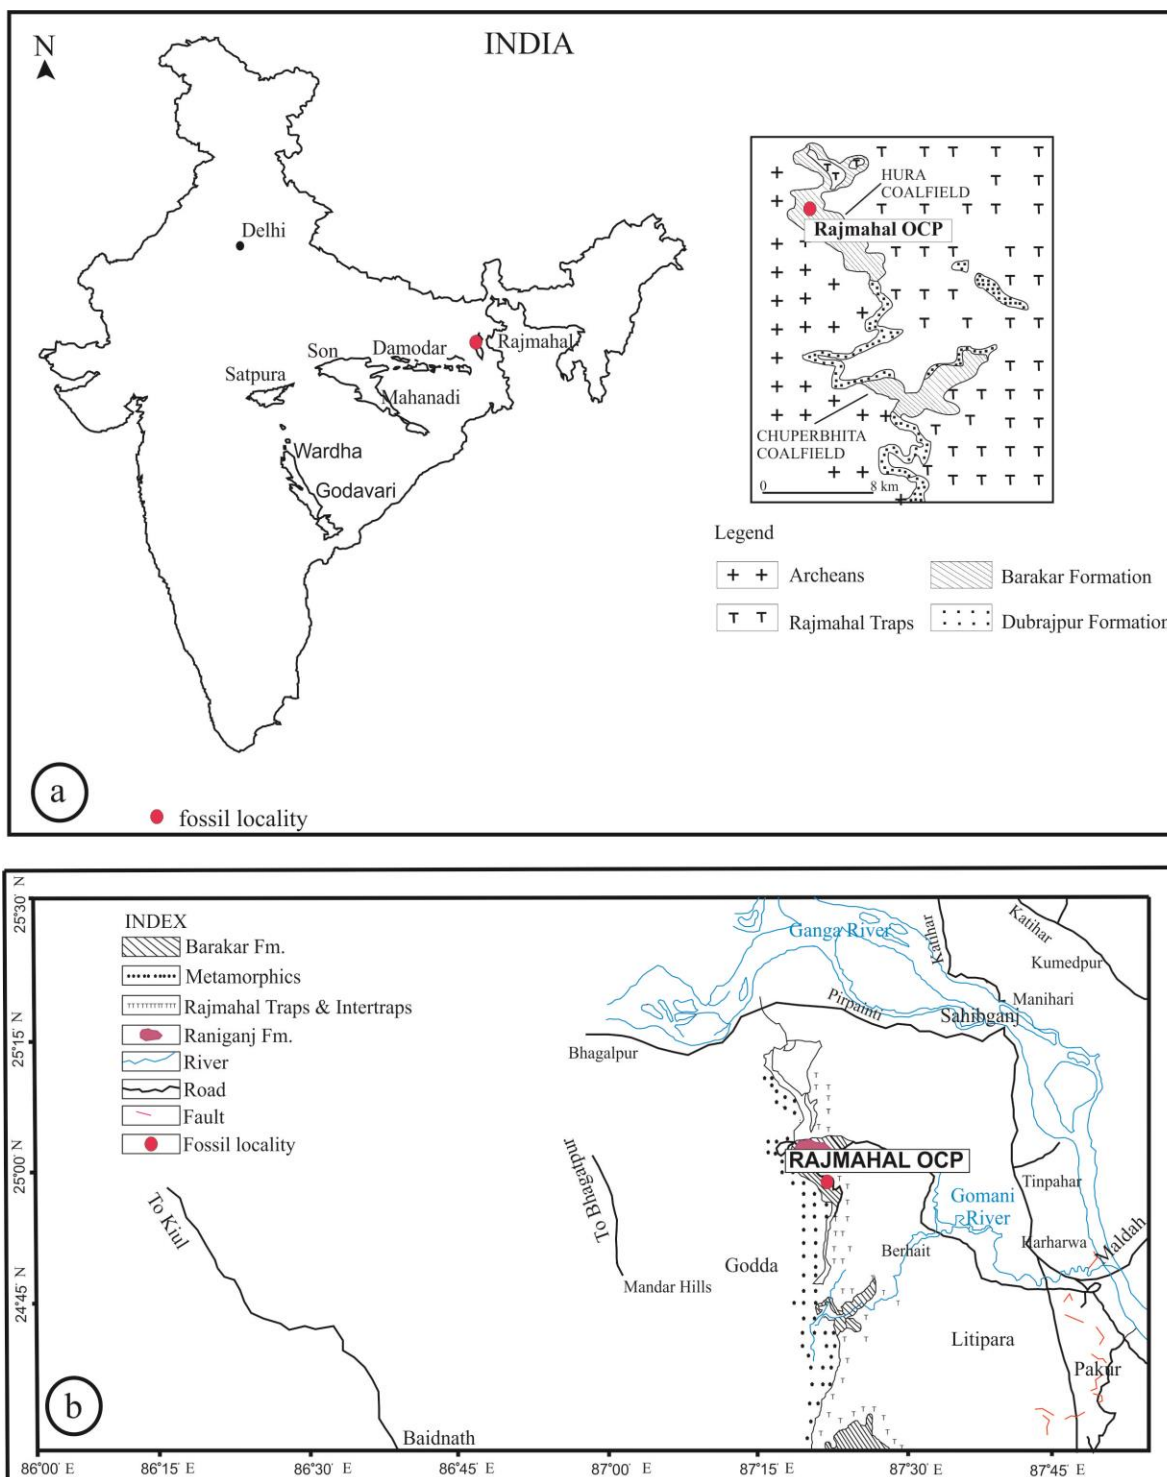 INDIA
N
Delhi
Son
Damodar
Rajmahal
Satpura
Mahanadi
Wardha
Godavari
a
fossil locality
HURA
COALFIELD
Rajmahal OCP
CHUPERBHITA
COALFIELD
0
8 km
Legend
Archeans
Barakar Formation
Rajmahal Traps
Dubrajpur Formation
25°30' N
25°15' N
25°00' N
24°45' N
INDEX
Barakar Fm.
Metamorphics
Rajmahal Traps & Intertraps
Raniganj Fm.
River
Road
Fault
Fossil locality
Ganga River
Katihar
Katihar
Kumedpur
Manihari
Pirpainti
Sahibganj
Bhagalpur
RAJMAHAL OCP
To Bhagatpur
To Kiul
Tinpahar
Gomani
River
Maldah
Berhait
Godda
Mandar Hills
Litipara
Pakur
b
Baidnath
86°00' E
86°15' E
86°30' E
86°45' E
87°00' E
87°15' E
87°30' E
87°45' E